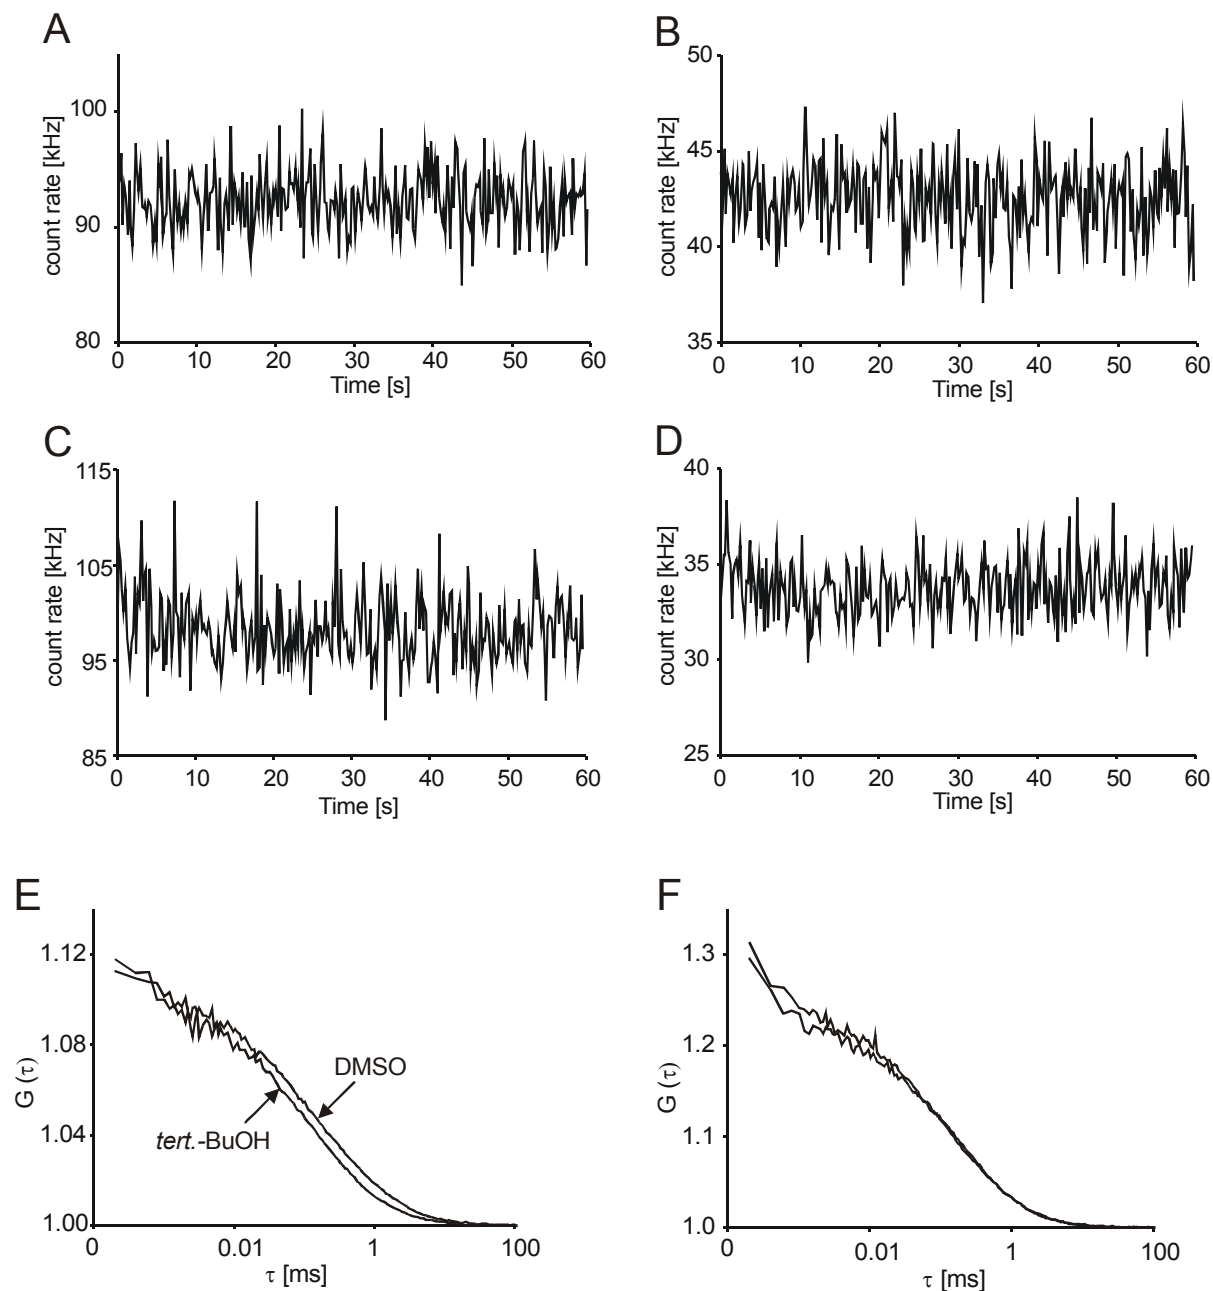 A
count rate [kHz]
100
90
80
0 10 20 30 40 50 60
Time [s]
B
count rate [kHz]
50
45
40
35
0 10 20 30 40 50 60
Time [s]
C
count rate [kHz]
115
105
95
85
0 10 20 30 40 50 60
Time [s]
D
count rate [kHz]
40
35
30
25
0 10 20 30 40 50 60
Time [s]
E
G (τ)
1.12
1.08
1.04
1.00
DMSO
tert.-BuOH
0 0.01 1 100
τ [ms]
F
G (τ)
1.3
1.2
1.1
1.0
0 0.01 1 100
τ [ms]